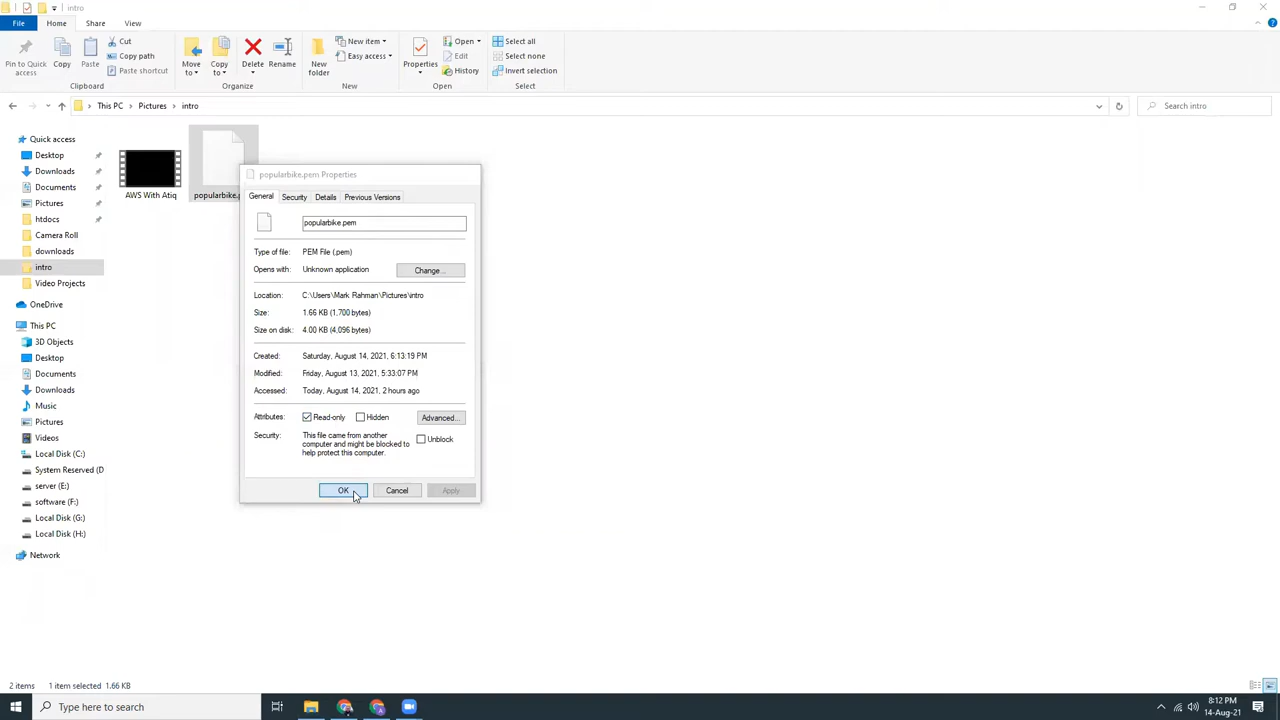 intro
File Home Share View
Pin to Quick access
Copy
Paste
Cut
Copy path
Paste shortcut
Clipboard
Move to
Copy to
Delete
Rename
Organize
New folder
New item
Easy access
New
Properties
Open
Edit
History
Open
Select all
Select none
Invert selection
Select
This PC > Pictures > intro
Search intro
Quick access
Desktop
Downloads
Documents
Pictures
htdocs
Camera Roll
downloads
intro
Video Projects
OneDrive
This PC
3D Objects
Desktop
Documents
Downloads
Music
Pictures
Videos
Local Disk (C:)
System Reserved (D
server (E:)
software (F:)
Local Disk (G:)
Local Disk (H:)
Network
AWS With Atiq
popularbike.p
popularbike.pem Properties
General Security Details Previous Versions
popularbike.pem
Type of file: PEM File (.pem)
Opens with: Unknown application Change...
Location: C:\Users\Mark Rahman\Pictures\intro
Size: 1.66 KB (1,700 bytes)
Size on disk: 4.00 KB (4,096 bytes)
Created: Saturday, August 14, 2021, 6:13:19 PM
Modified: Friday, August 13, 2021, 5:33:07 PM
Accessed: Today, August 14, 2021, 2 hours ago
Attributes: Read-only Hidden Advanced...
Security: This file came from another
computer and might be blocked to
help protect this computer.
Unblock
OK Cancel Apply
2 items 1 item selected 1.66 KB
Type here to search
8:12 PM
14-Aug-21